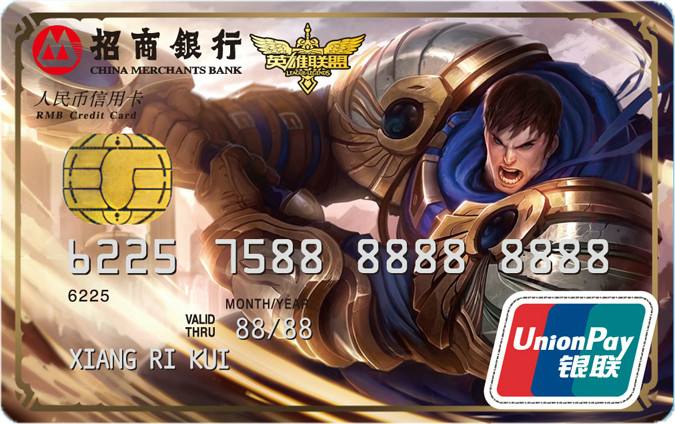 招商銀行
CHINA MERCHANTS BANK
英雄联盟
LEAGUE OF LEGENDS
人民币信用卡
RMB Credit Card
6225 7588 8888 8888
6225
MONTH/YEAR
VALID THRU 88/88
XIANG RI KUI
UnionPay
银联